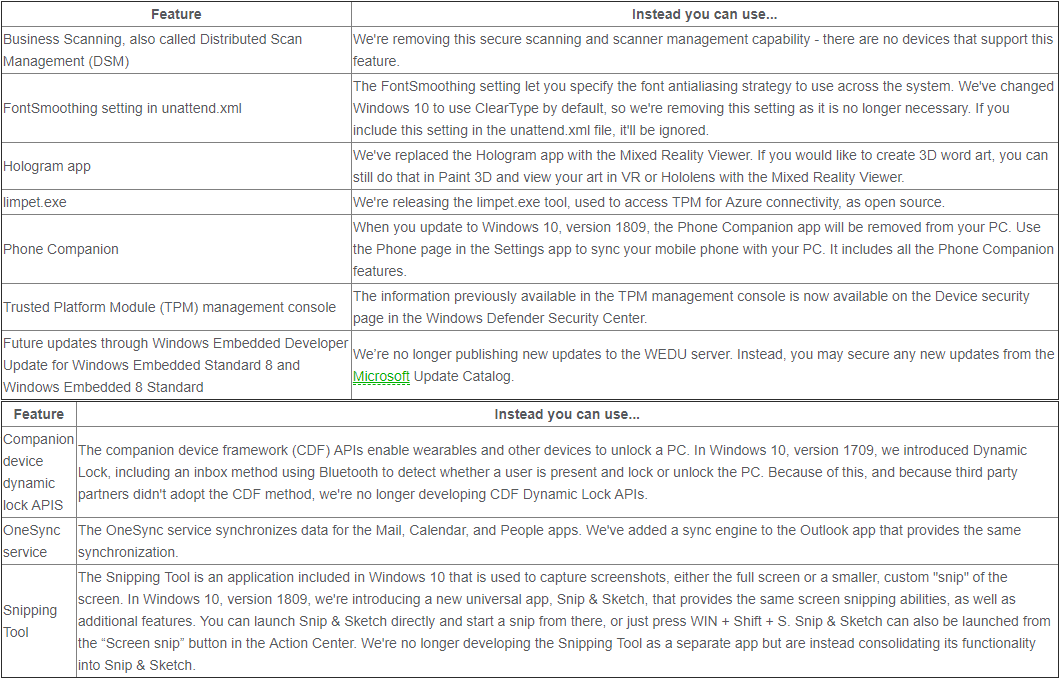 Feature Instead you can use...
Business Scanning, also called Distributed Scan
Management (DSM)
We're removing this secure scanning and scanner management capability - there are no devices that support this
feature.
FontSmoothing setting in unattend.xml
The FontSmoothing setting let you specify the font antialiasing strategy to use across the system. We've changed
Windows 10 to use ClearType by default, so we're removing this setting as it is no longer necessary. If you
include this setting in the unattend.xml file, it'll be ignored.
Hologram app
We've replaced the Hologram app with the Mixed Reality Viewer. If you would like to create 3D word art, you can
still do that in Paint 3D and view your art in VR or Hololens with the Mixed Reality Viewer.
limpet.exe
We're releasing the limpet.exe tool, used to access TPM for Azure connectivity, as open source.
Phone Companion
When you update to Windows 10, version 1809, the Phone Companion app will be removed from your PC. Use
the Phone page in the Settings app to sync your mobile phone with your PC. It includes all the Phone Companion
features.
Trusted Platform Module (TPM) management console
The information previously available in the TPM management console is now available on the Device security
page in the Windows Defender Security Center.
Future updates through Windows Embedded Developer
Update for Windows Embedded Standard 8 and
Windows Embedded 8 Standard
We’re no longer publishing new updates to the WEDU server. Instead, you may secure any new updates from the
Microsoft Update Catalog.
Feature Instead you can use...
Companion
device
dynamic
lock APIS
The companion device framework (CDF) APIs enable wearables and other devices to unlock a PC. In Windows 10, version 1709, we introduced Dynamic
Lock, including an inbox method using Bluetooth to detect whether a user is present and lock or unlock the PC. Because of this, and because third party
partners didn't adopt the CDF method, we're no longer developing CDF Dynamic Lock APIs.
OneSync
service
The OneSync service synchronizes data for the Mail, Calendar, and People apps. We've added a sync engine to the Outlook app that provides the same
synchronization.
Snipping
Tool
The Snipping Tool is an application included in Windows 10 that is used to capture screenshots, either the full screen or a smaller, custom "snip" of the
screen. In Windows 10, version 1809, we're introducing a new universal app, Snip & Sketch, that provides the same screen snipping abilities, as well as
additional features. You can launch Snip & Sketch directly and start a snip from there, or just press WIN + Shift + S. Snip & Sketch can also be launched from
the “Screen snip” button in the Action Center. We're no longer developing the Snipping Tool as a separate app but are instead consolidating its functionality
into Snip & Sketch.